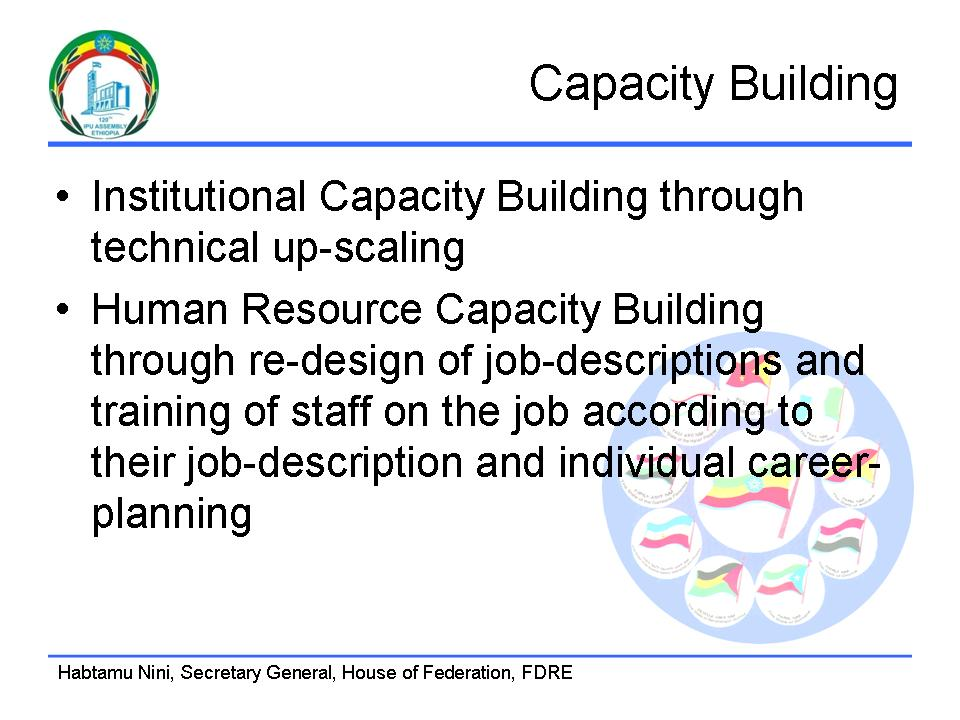 120TH
IPU ASSEMBLY
ETHIOPIA
Capacity Building
• Institutional Capacity Building through
technical up-scaling
• Human Resource Capacity Building
through re-design of job-descriptions and
training of staff on the job according to
their job-description and individual career-
planning
Habtamu Nini, Secretary General, House of Federation, FDRE